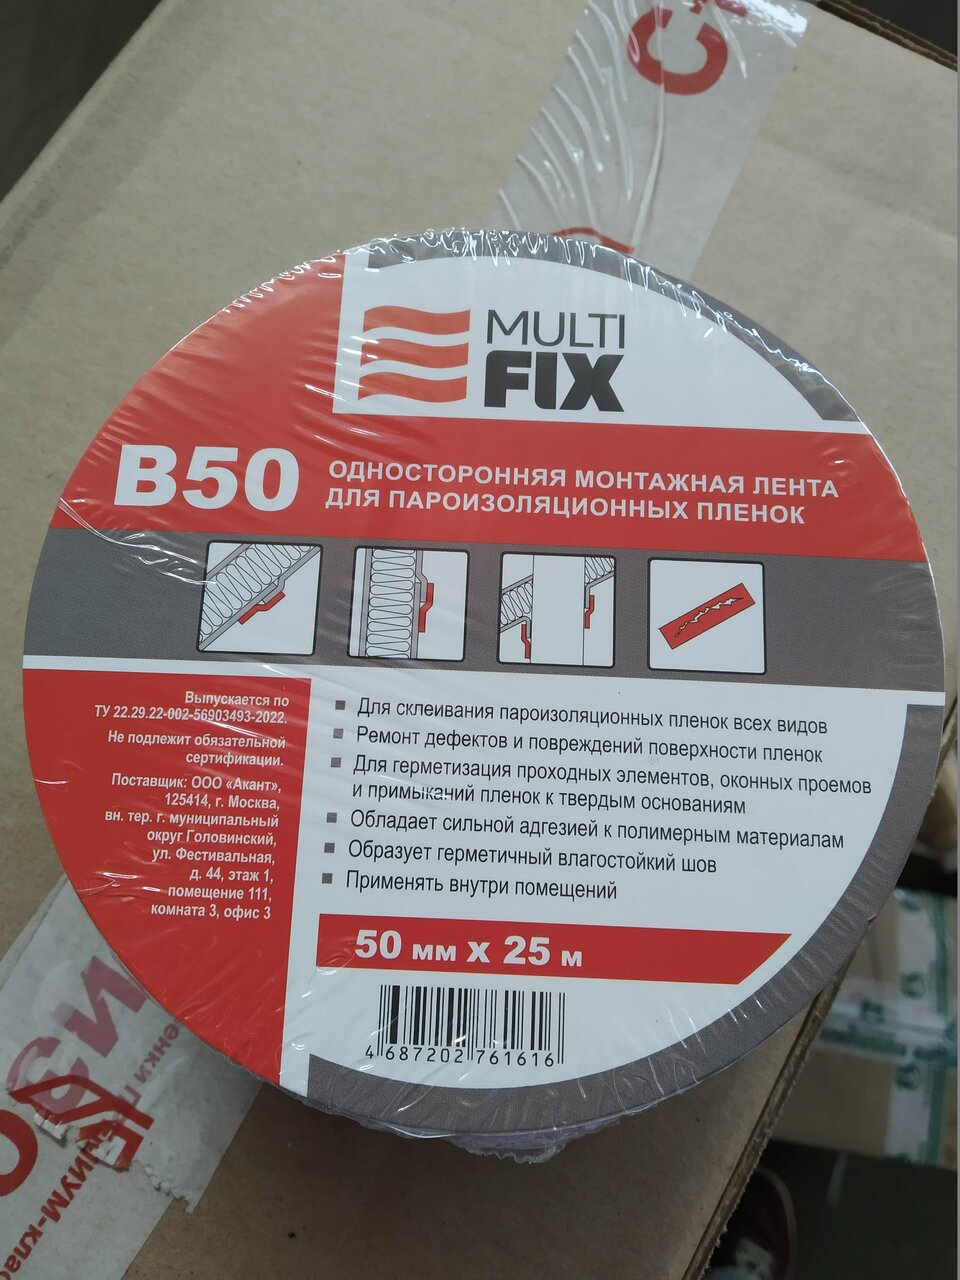 MULTI
FIX
B50
ОДНОСТОРОННЯЯ МОНТАЖНАЯ ЛЕНТА
ДЛЯ ПАРОИЗОЛЯЦИОННЫХ ПЛЕНОК
Выпускается по
ТУ 22.29.22-002-56903493-2022.
Не подлежит обязательной
сертификации.
Поставщик: ООО «Акант»,
125414, г. Москва,
вн. тер. г. муниципальный
округ Головинский,
ул. Фестивальная,
д. 44, этаж 1,
помещение 111,
комната 3, офис 3
Для склеивания пароизоляционных пленок всех видов
Ремонт дефектов и повреждений поверхности пленок
Для герметизация проходных элементов, оконных проемов
и примыканий пленок к твердым основаниям
Обладает сильной адгезией к полимерным материалам
Образует герметичный влагостойкий шов
Применять внутри помещений
50 мм х 25 м
4 687202 761616